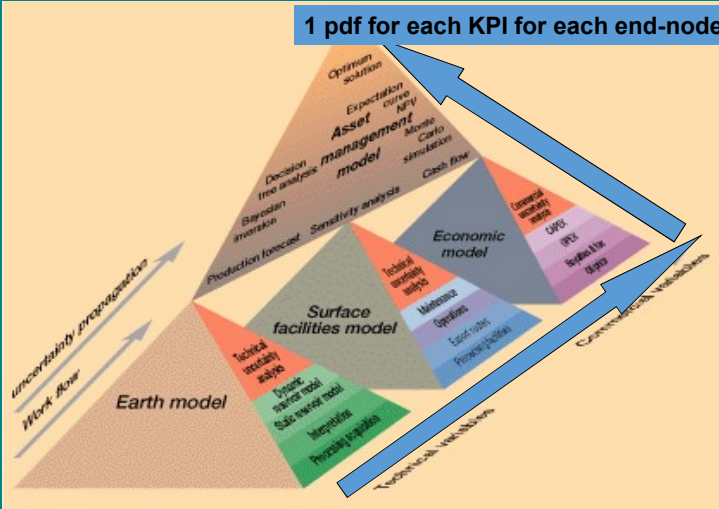 1 pdf for each KPI for each end-node
Optimum
solution
Expectation
curve
NPV
Asset
management
model
Monte
Carlo
simulation
Decision
tree analysis
Cash flow
Bayesian
inversion
Sensitivity analysis
Production forecast
Commercial
uncertainty
analysis
CAPEX
OPEX
Royalties & tax
Oil price
Economic
model
Commercial variables
Technical
uncertainty
analysis
Maintenance
Operations
Export routes
Processing facilities
Surface
facilities model
Technical variables
Technical
uncertainty
analysis
Dynamic
reservoir model
Static reservoir model
Interpretation
Processing acquisition
Earth model
uncertainty propagation
Work flow